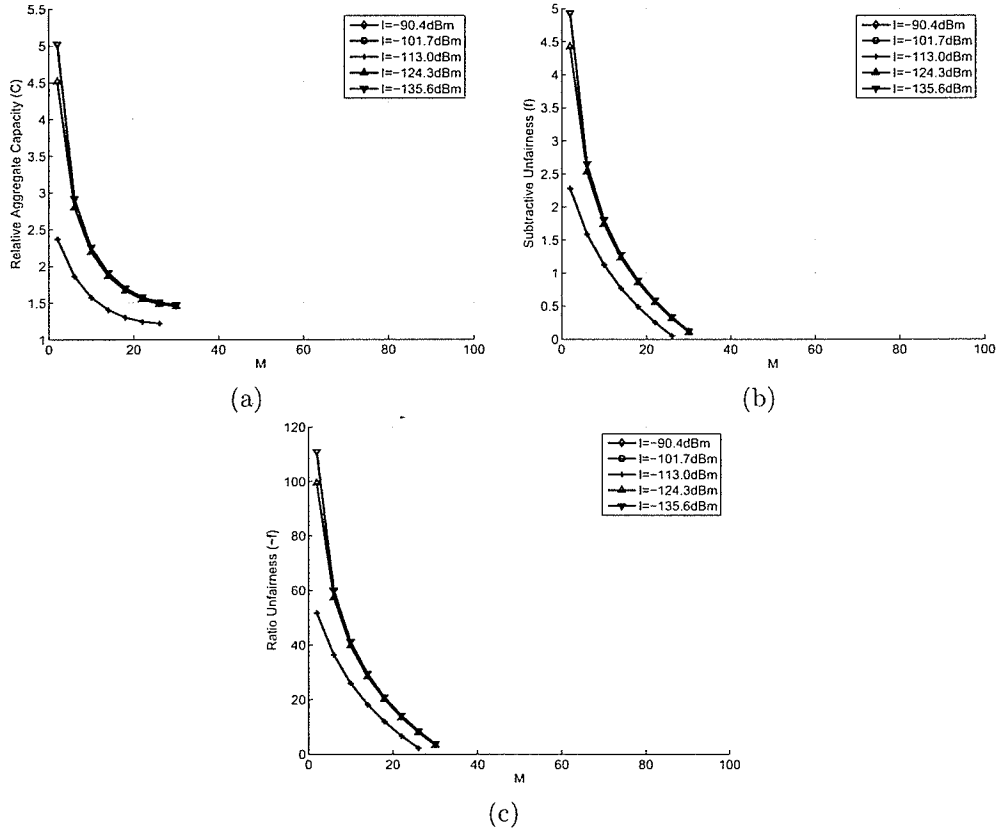 5.5
5
4.5
4
3.5
3
2.5
2
1.5
1
0 20 40 60 80 100
M
Relative Aggregate Capacity (C)
I=−90.4dBm
I=−101.7dBm
I=−113.0dBm
I=−124.3dBm
I=−135.6dBm
(a)
5
4.5
4
3.5
3
2.5
2
1.5
1
0.5
0
0 20 40 60 80 100
M
Subtractive Unfairness (f)
I=−90.4dBm
I=−101.7dBm
I=−113.0dBm
I=−124.3dBm
I=−135.6dBm
(b)
120
100
80
60
40
20
0
0 20 40 60 80 100
M
Ratio Unfairness (~f)
I=−90.4dBm
I=−101.7dBm
I=−113.0dBm
I=−124.3dBm
I=−135.6dBm
(c)